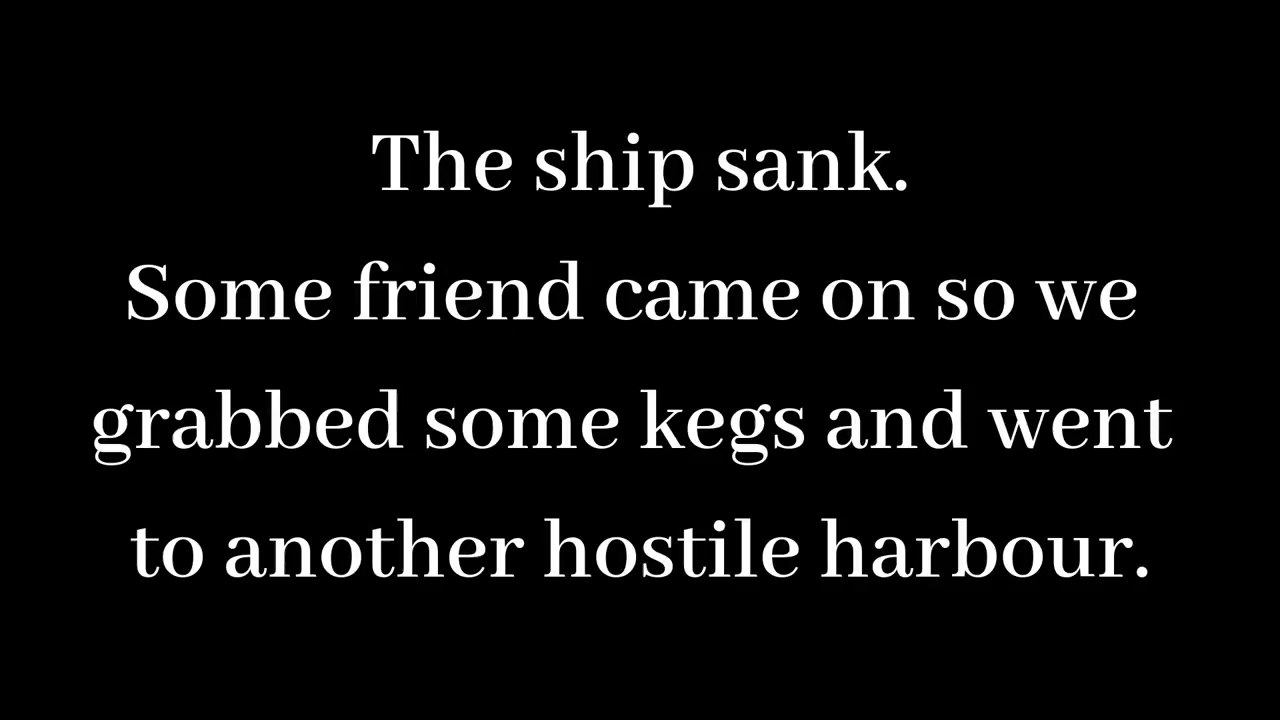 The ship sank.
Some friend came on so we
grabbed some kegs and went
to another hostile harbour.